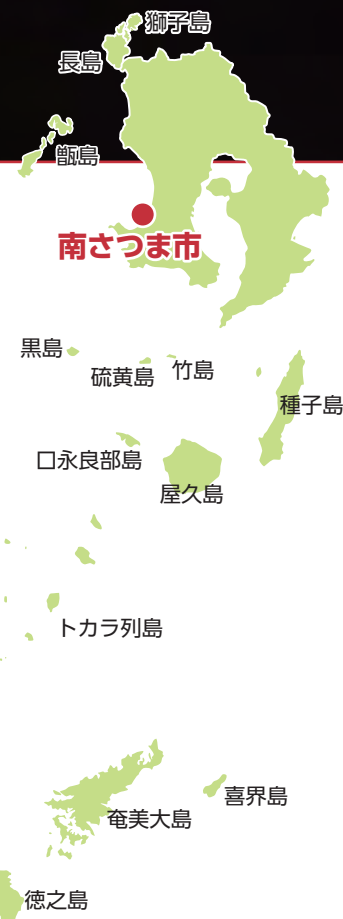 獅子島
長島
甑島
南さつま市
黒島
硫黄島
竹島
種子島
口永良部島
屋久島
トカラ列島
喜界島
奄美大島
徳之島